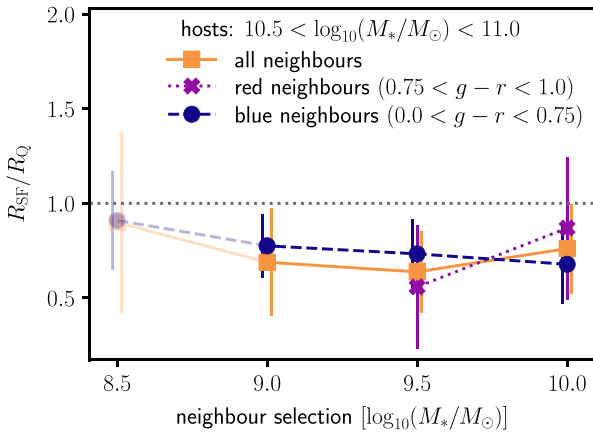 hosts: 10.5 < log₁₀(M∗/M⊙) < 11.0
all neighbours
red neighbours (0.75 < g − r < 1.0)
blue neighbours (0.0 < g − r < 0.75)
2.0
1.5
1.0
0.5
R_SF/R_Q
8.5 9.0 9.5 10.0
neighbour selection [log₁₀(M∗/M⊙)]